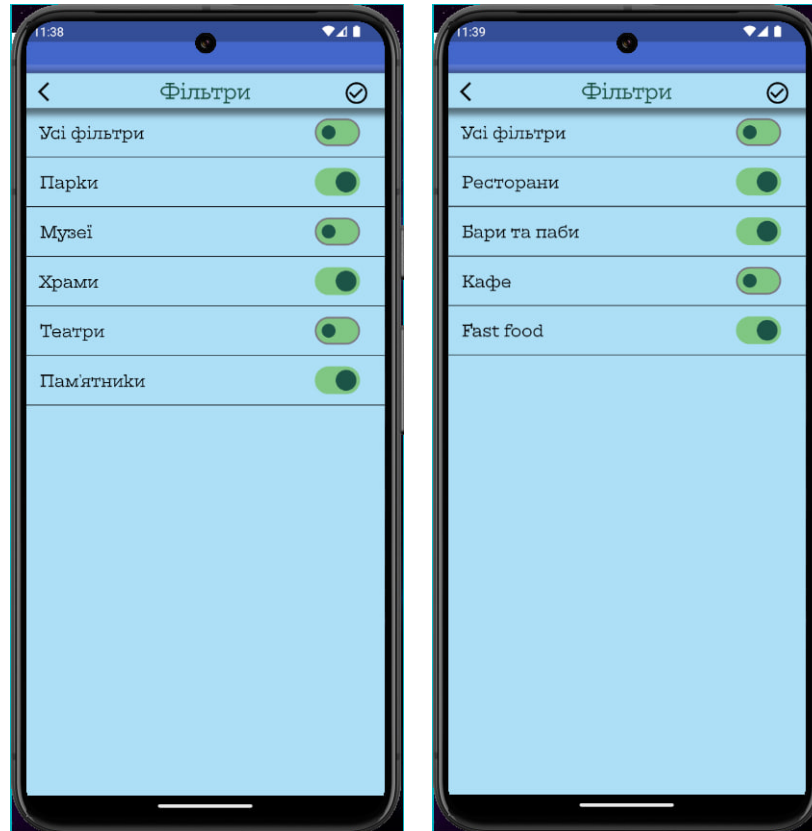 11:38
Фільтри
Усі фільтри
Парки
Музеї
Храми
Театри
Пам'ятники
11:39
Фільтри
Усі фільтри
Ресторани
Бари та паби
Кафе
Fast food